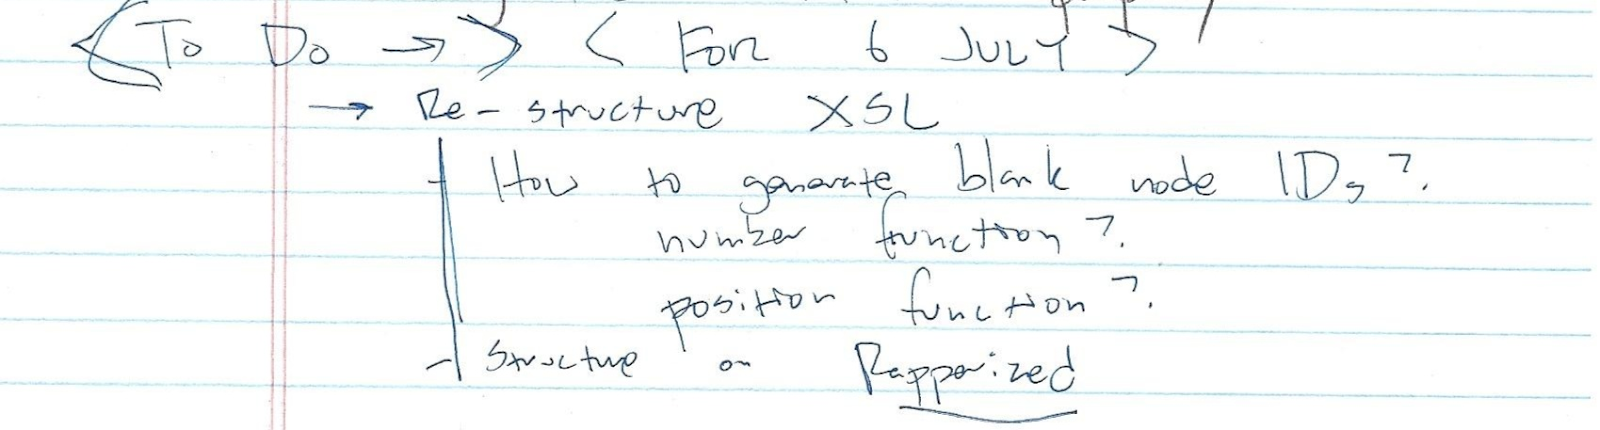 <To Do →> <For 6 JULY>
→ Re-structure XSL
How to generate blank node IDs?
number function?
position function?
- Structure on Rapperized